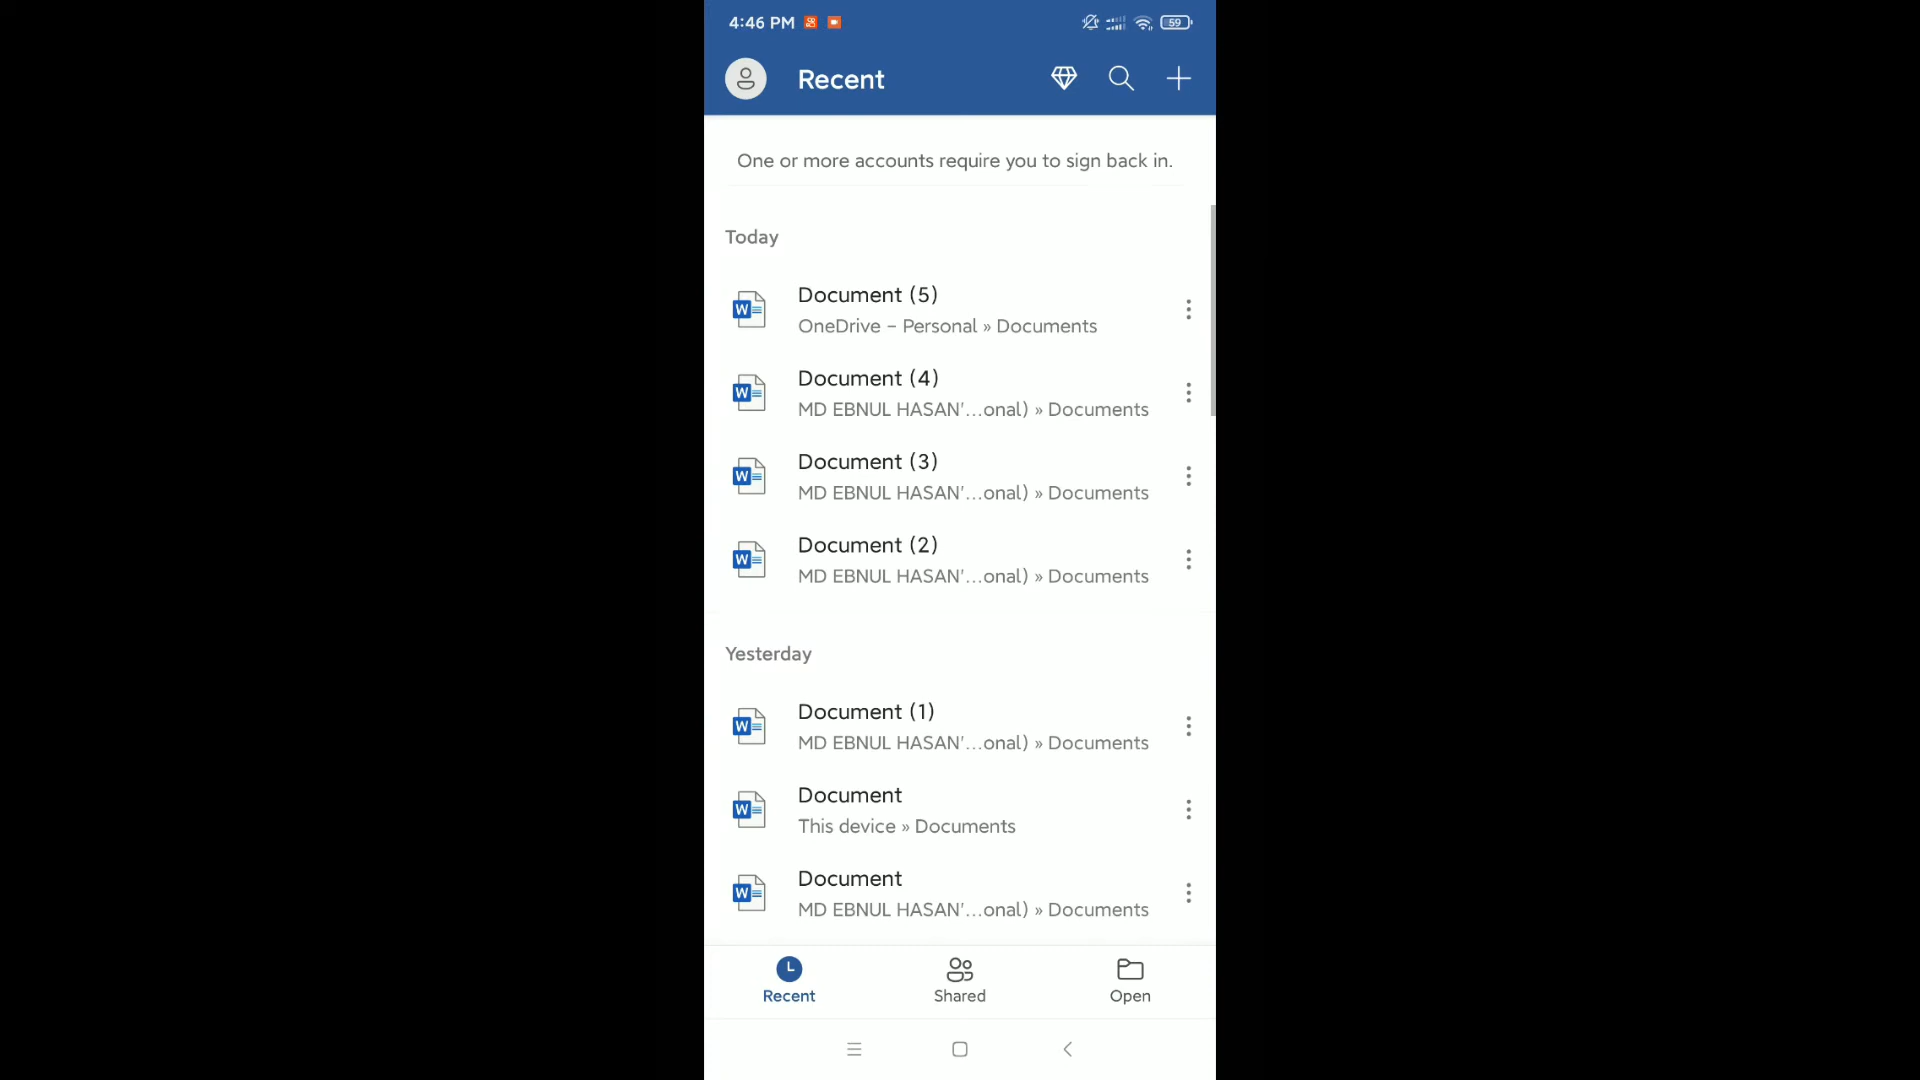 4:46 PM
59
Recent
One or more accounts require you to sign back in.
Today
Document (5)
OneDrive – Personal » Documents
Document (4)
MD EBNUL HASAN'...onal) » Documents
Document (3)
MD EBNUL HASAN'...onal) » Documents
Document (2)
MD EBNUL HASAN'...onal) » Documents
Yesterday
Document (1)
MD EBNUL HASAN'...onal) » Documents
Document
This device » Documents
Document
MD EBNUL HASAN'...onal) » Documents
Recent
Shared
Open